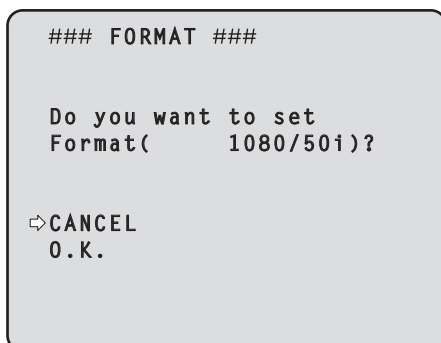 ### FORMAT ###
Do you want to set
Format(     1080/50i)?
⇨CANCEL
O.K.